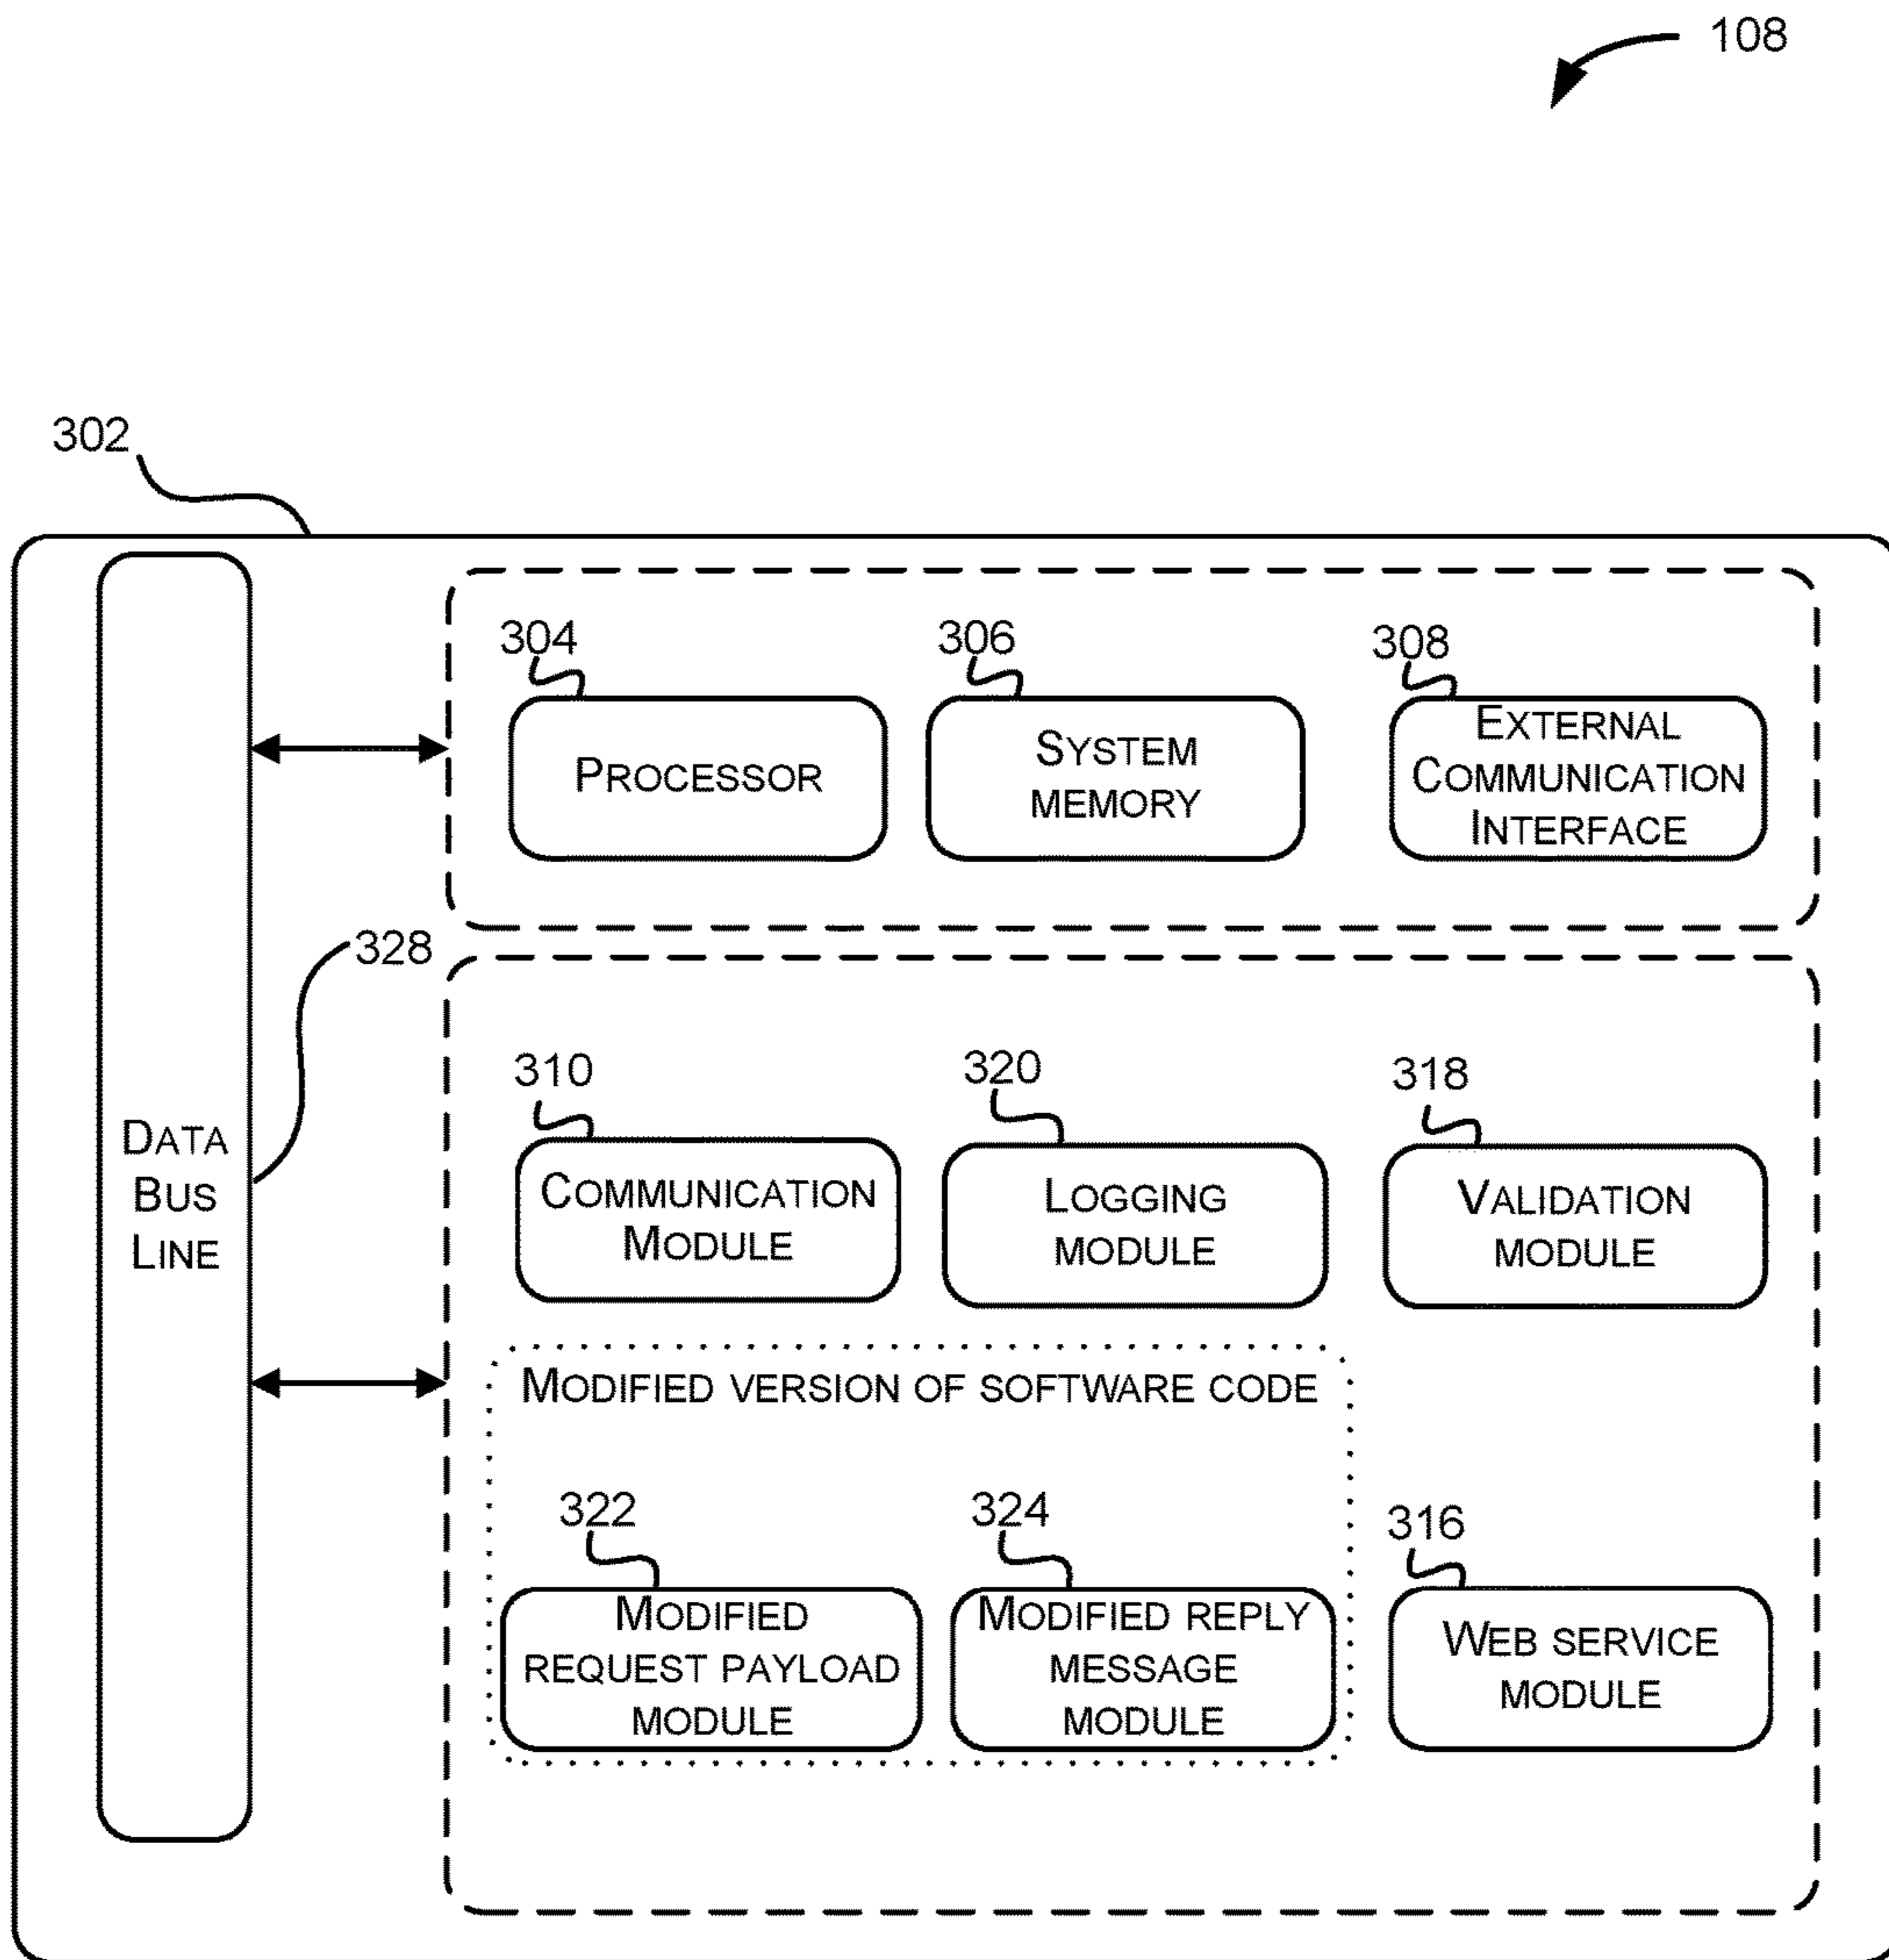 108
302
304
306
308
PROCESSOR
SYSTEM
MEMORY
EXTERNAL
COMMUNICATION
INTERFACE
328
DATA
BUS
LINE
310
320
318
COMMUNICATION
MODULE
LOGGING
MODULE
VALIDATION
MODULE
MODIFIED VERSION OF SOFTWARE CODE
322
324
316
MODIFIED
REQUEST PAYLOAD
MODULE
MODIFIED REPLY
MESSAGE
MODULE
WEB SERVICE
MODULE